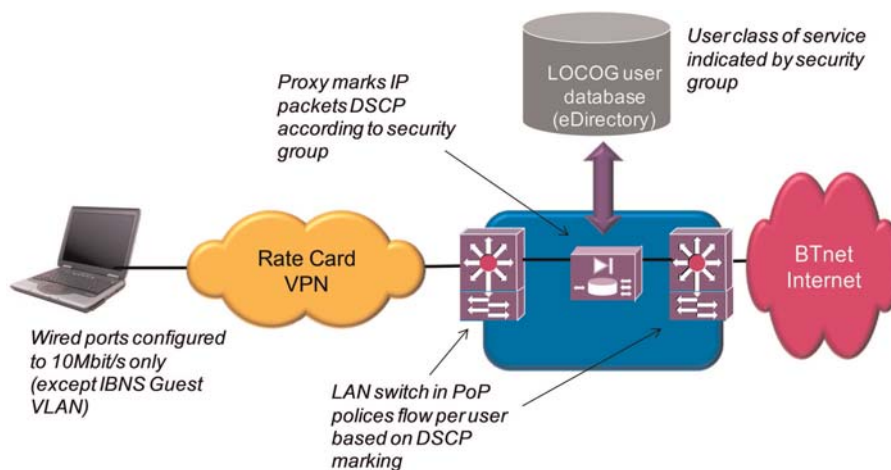 User class of service
indicated by security
group
LOCOG user
database
(eDirectory)
Proxy marks IP
packets DSCP
according to security
group
Rate Card
VPN
BTnet
Internet
Wired ports configured
to 10Mbit/s only
(except IBNS Guest
VLAN)
LAN switch in PoP
polices flow per user
based on DSCP
marking